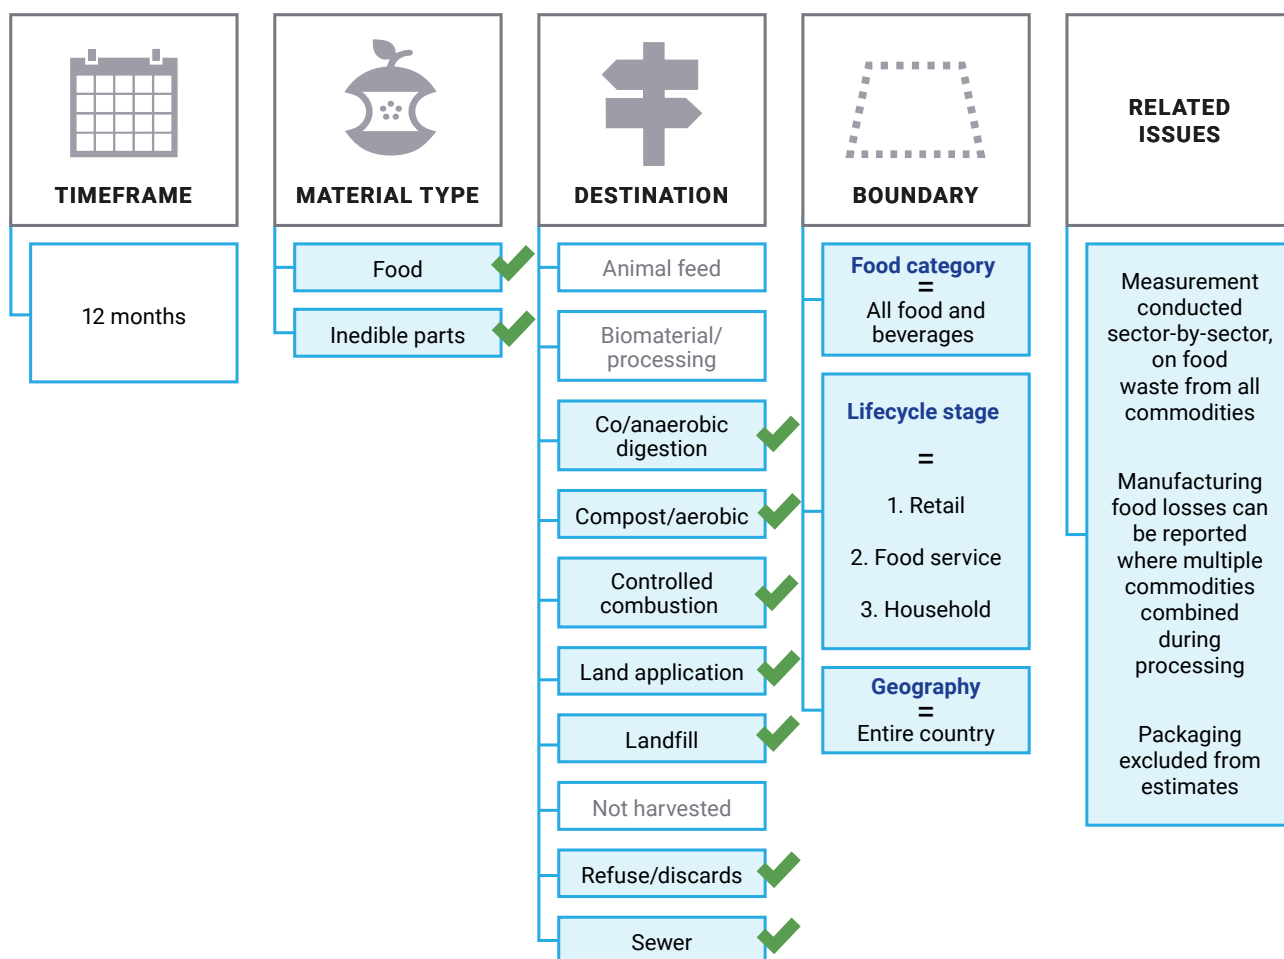 TIMEFRAME
12 months
MATERIAL TYPE
Food
Inedible parts
DESTINATION
Animal feed
Biomaterial/
processing
Co/anaerobic
digestion
Compost/aerobic
Controlled
combustion
Land application
Landfill
Not harvested
Refuse/discards
Sewer
BOUNDARY
Food category
=
All food and
beverages
Lifecycle stage
=
1. Retail
2. Food service
3. Household
Geography
=
Entire country
RELATED
ISSUES
Measurement
conducted
sector-by-sector,
on food
waste from all
commodities
Manufacturing
food losses can
be reported
where multiple
commodities
combined
during
processing
Packaging
excluded from
estimates